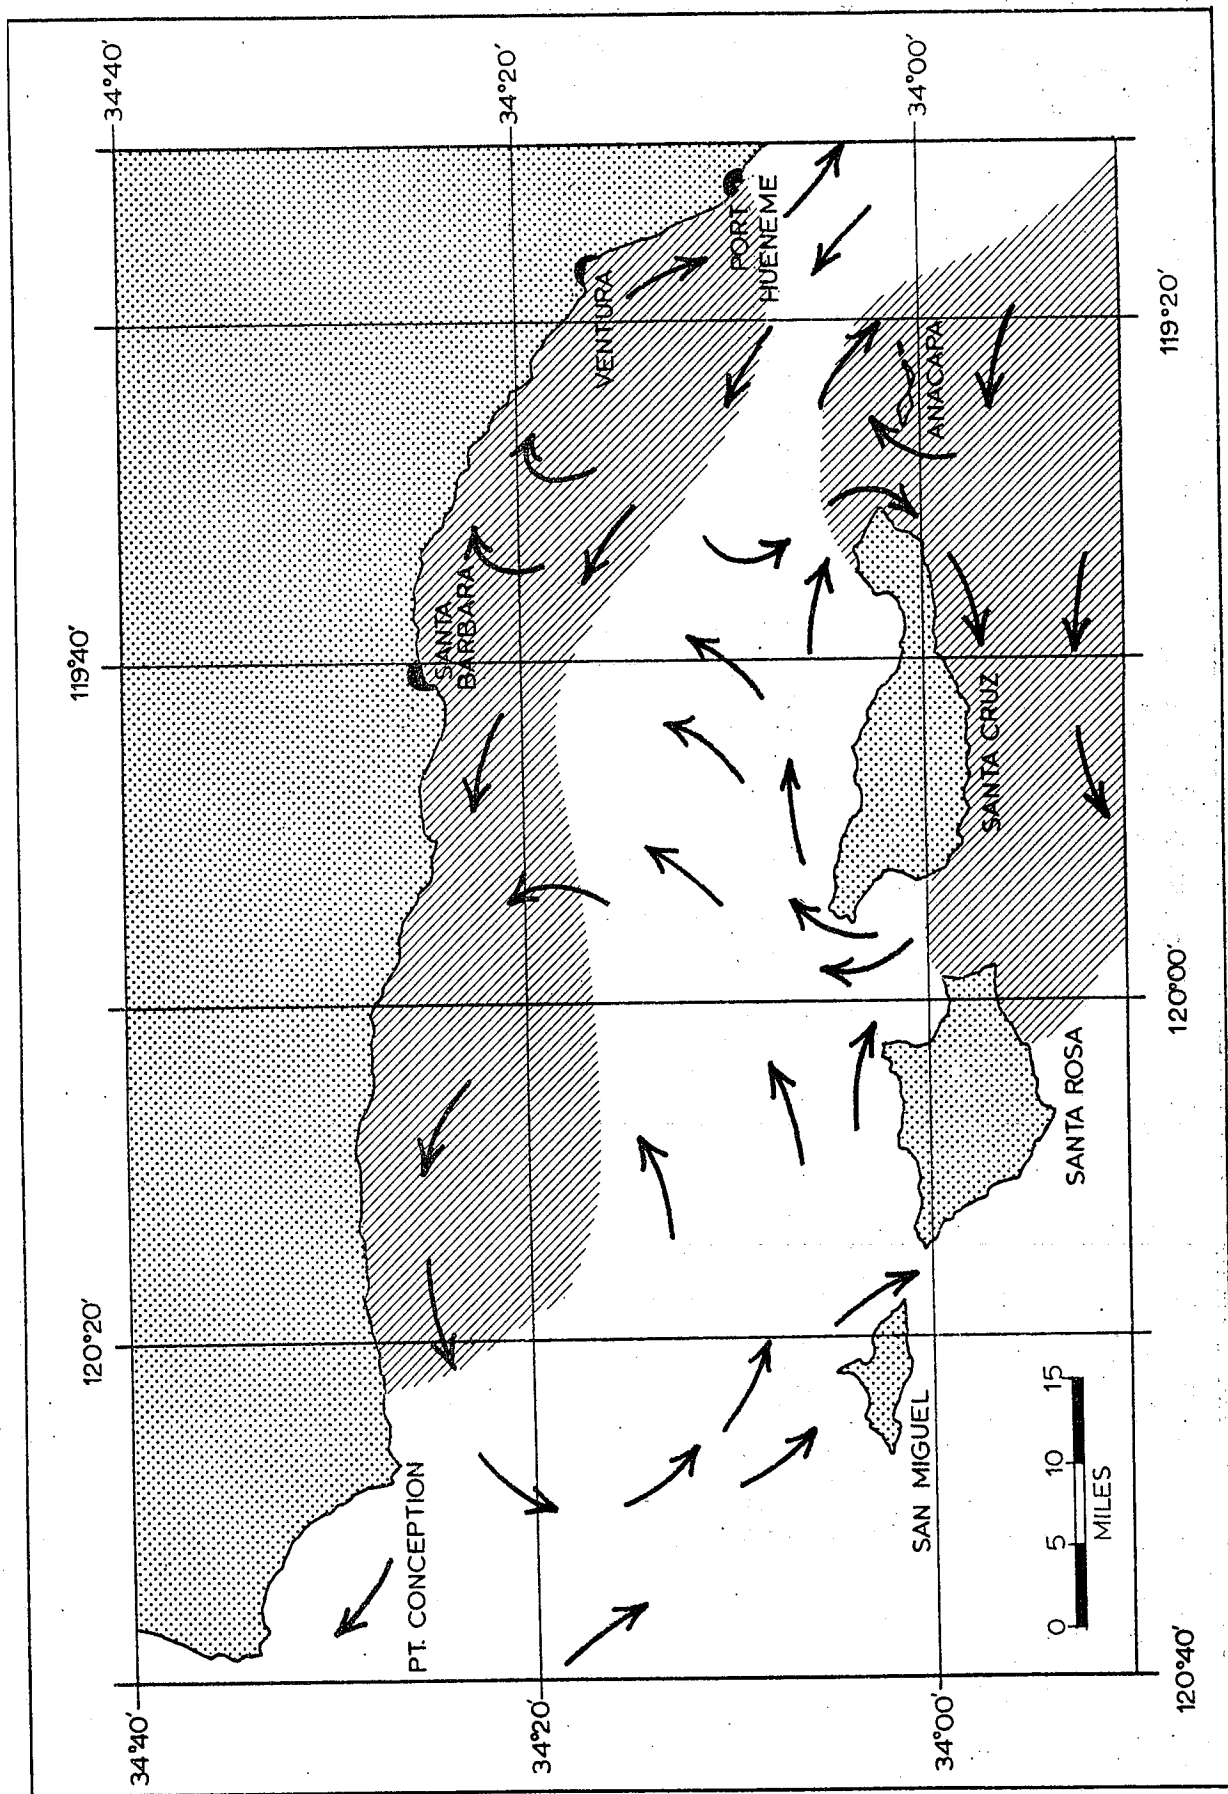 34°40'
34°20'
34°00'
119°20'
119°40'
120°00'
120°20'
120°40'
34°40'
34°20'
34°00'
PORT
HUENEME
VENTURA
ANACAPA
SANTA
BARBARA
SANTA CRUZ
SANTA ROSA
SAN MIGUEL
PT. CONCEPTION
0 5 10 15
MILES